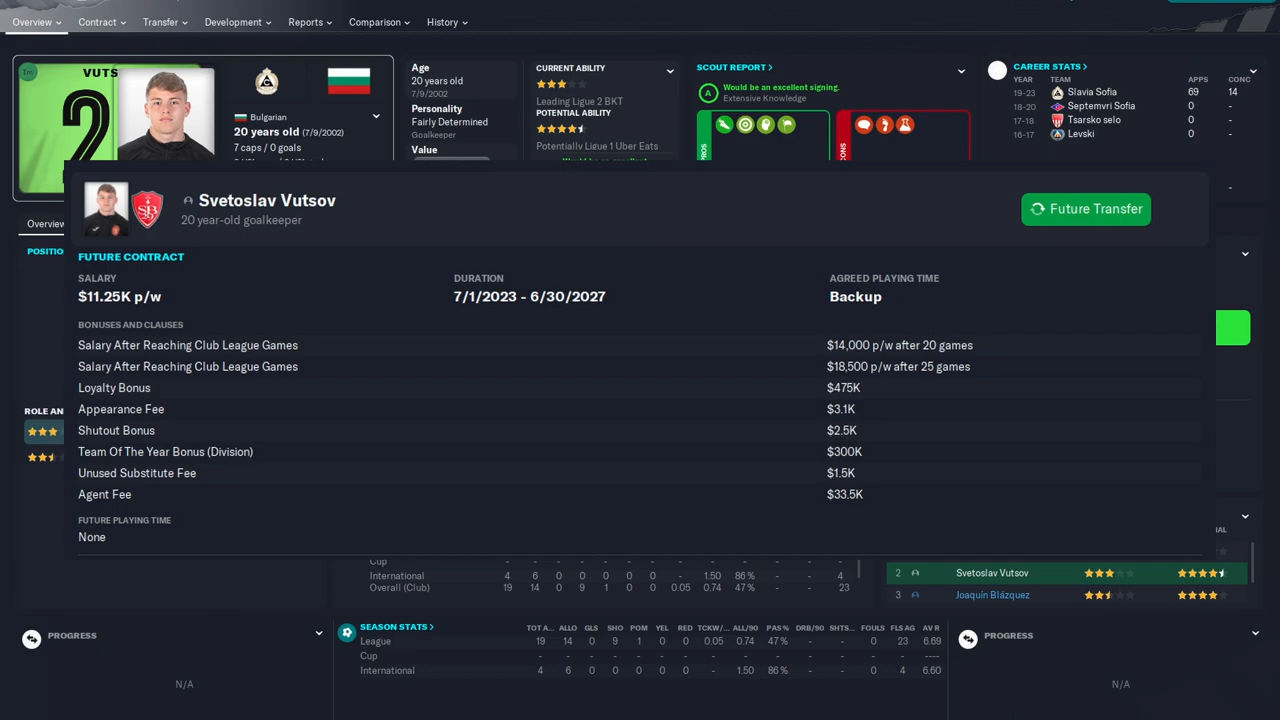 Overview Contract Transfer Development Reports Comparison History
Tm VUTS
2
Bulgarian
20 years old (7/9/2002)
7 caps / 0 goals
Age
20 years old
7/9/2002
Personality
Fairly Determined
Goalkeeper
Value
CURRENT ABILITY
Leading Ligue 2 BKT
POTENTIAL ABILITY
Potentially Ligue 1 Uber Eats
SCOUT REPORT >
A Would be an excellent signing.
Extensive Knowledge
PROS
CONS
CAREER STATS >
YEAR TEAM APPS CONC
19-23 Slavia Sofia 69 14
18-20 Septemvri Sofia 0 -
17-18 Tsarsko selo 0 -
16-17 Levski 0 -
-
Svetoslav Vutsov
20 year-old goalkeeper
Future Transfer
Overview
POSITIO
ROLE AN
FUTURE CONTRACT
SALARY DURATION AGREED PLAYING TIME
$11.25K p/w 7/1/2023 - 6/30/2027 Backup
BONUSES AND CLAUSES
Salary After Reaching Club League Games $14,000 p/w after 20 games
Salary After Reaching Club League Games $18,500 p/w after 25 games
Loyalty Bonus $475K
Appearance Fee $3.1K
Shutout Bonus $2.5K
Team Of The Year Bonus (Division) $300K
Unused Substitute Fee $1.5K
Agent Fee $33.5K
FUTURE PLAYING TIME
None
Cup - - - - - - - - - - -
International 4 6 0 0 0 0 0 - 1.50 86 % - - 4
Overall (Club) 19 14 0 9 1 0 0 0.05 0.74 47 % - - 23
IAL
2 Svetoslav Vutsov
3 Joaquín Blázquez
PROGRESS
N/A
SEASON STATS > TOT A... ALLO GLS SHO POM YEL RED TCKW/... ALL/90 PAS % DRB/90 SHTS... FOULS FLS AG AV R
League 19 14 0 9 1 0 0 0.05 0.74 47 % - - 0 23 6.69
Cup - - - - - - - - - - - - - - ----
International 4 6 0 0 0 0 0 - 1.50 86 % - - 0 4 6.60
PROGRESS
N/A